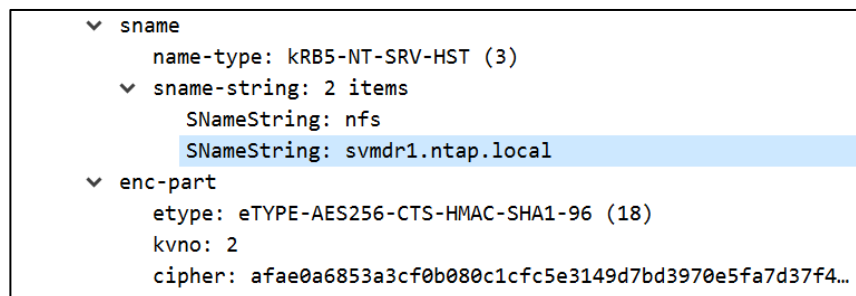 sname
name-type: kRB5-NT-SRV-HST (3)
sname-string: 2 items
SNameString: nfs
SNameString: svmdr1.ntap.local
enc-part
etype: eTYPE-AES256-CTS-HMAC-SHA1-96 (18)
kvno: 2
cipher: afae0a6853a3cf0b080c1cfc5e3149d7bd3970e5fa7d37f4…